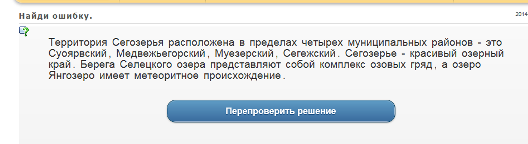 Найди ошибку.
2014
Территория Сегозерья расположена в пределах четырех муниципальных районов - это
Суоярвский, Медвежьегорский, Муезерский, Сегежский. Сегозерье - красивый озерный
край. Берега Селецкого озера представляют собой комплекс озовых гряд, а озеро
Янгозеро имеет метеоритное происхождение.
Перепроверить решение